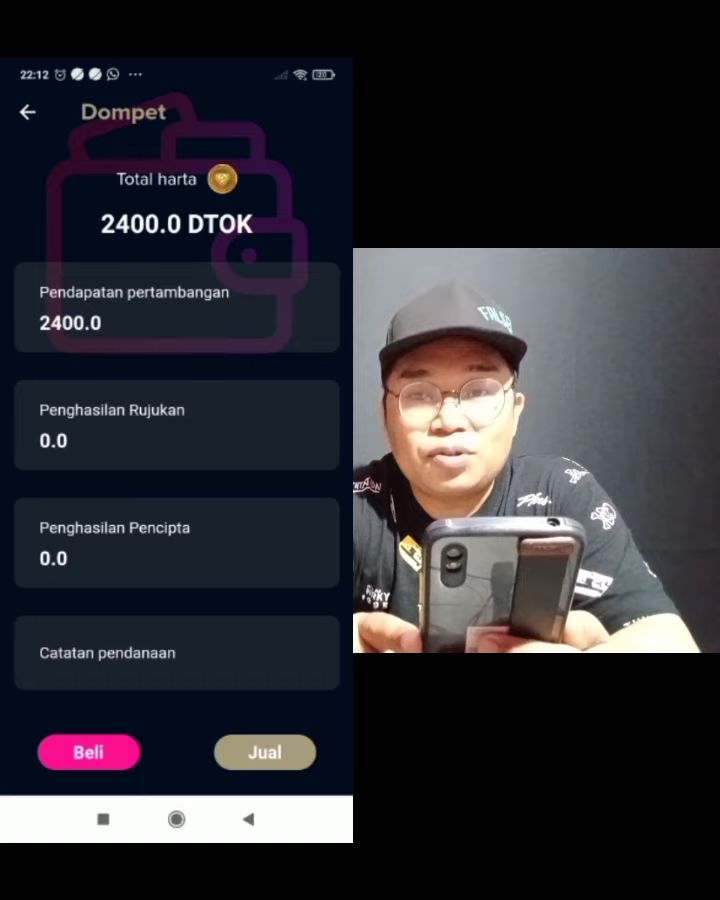 22:12
20
Dompet
Total harta
2400.0 DTOK
Pendapatan pertambangan
2400.0
Penghasilan Rujukan
0.0
Penghasilan Pencipta
0.0
Catatan pendanaan
Beli
Jual